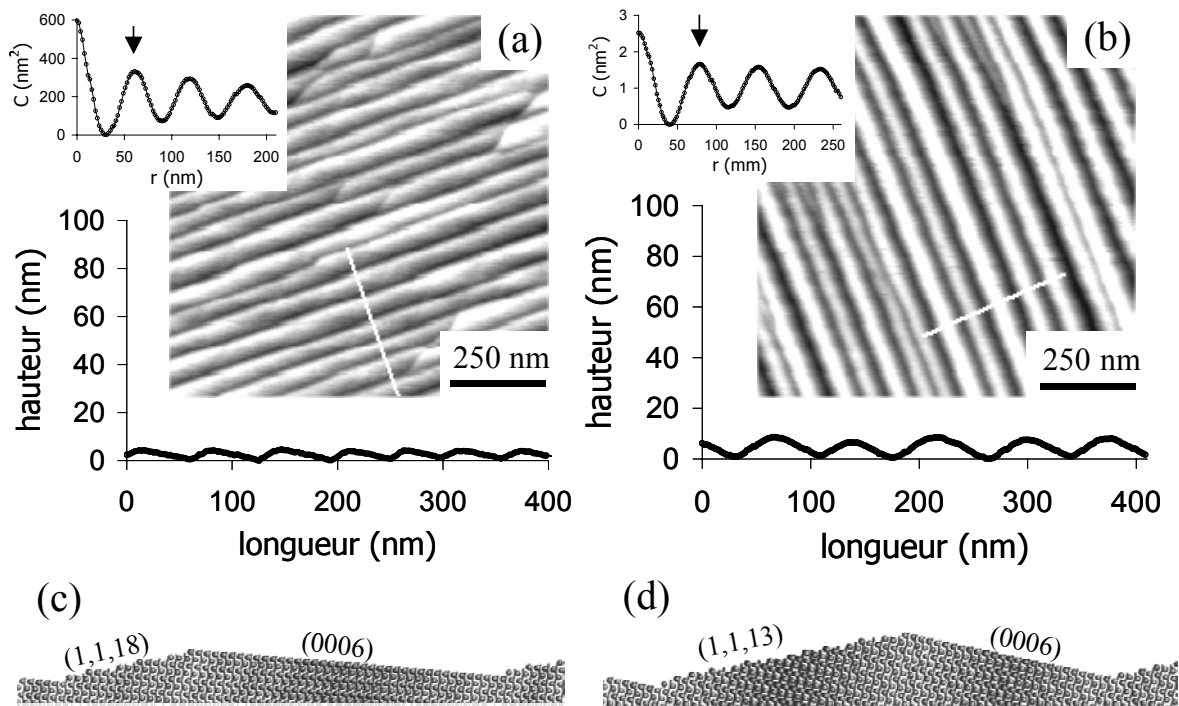 (a)
C (nm²)
600
400
200
0
0 50 100 150 200
r (nm)
250 nm
hauteur (nm)
100
80
60
40
20
0
0 100 200 300 400
longueur (nm)
(b)
C (nm²)
3
2
1
0
0 50 100 150 200 250
r (mm)
250 nm
hauteur (nm)
100
80
60
40
20
0
0 100 200 300 400
longueur (nm)
(c)
(1,1,18)
(0006)
(d)
(1,1,13)
(0006)